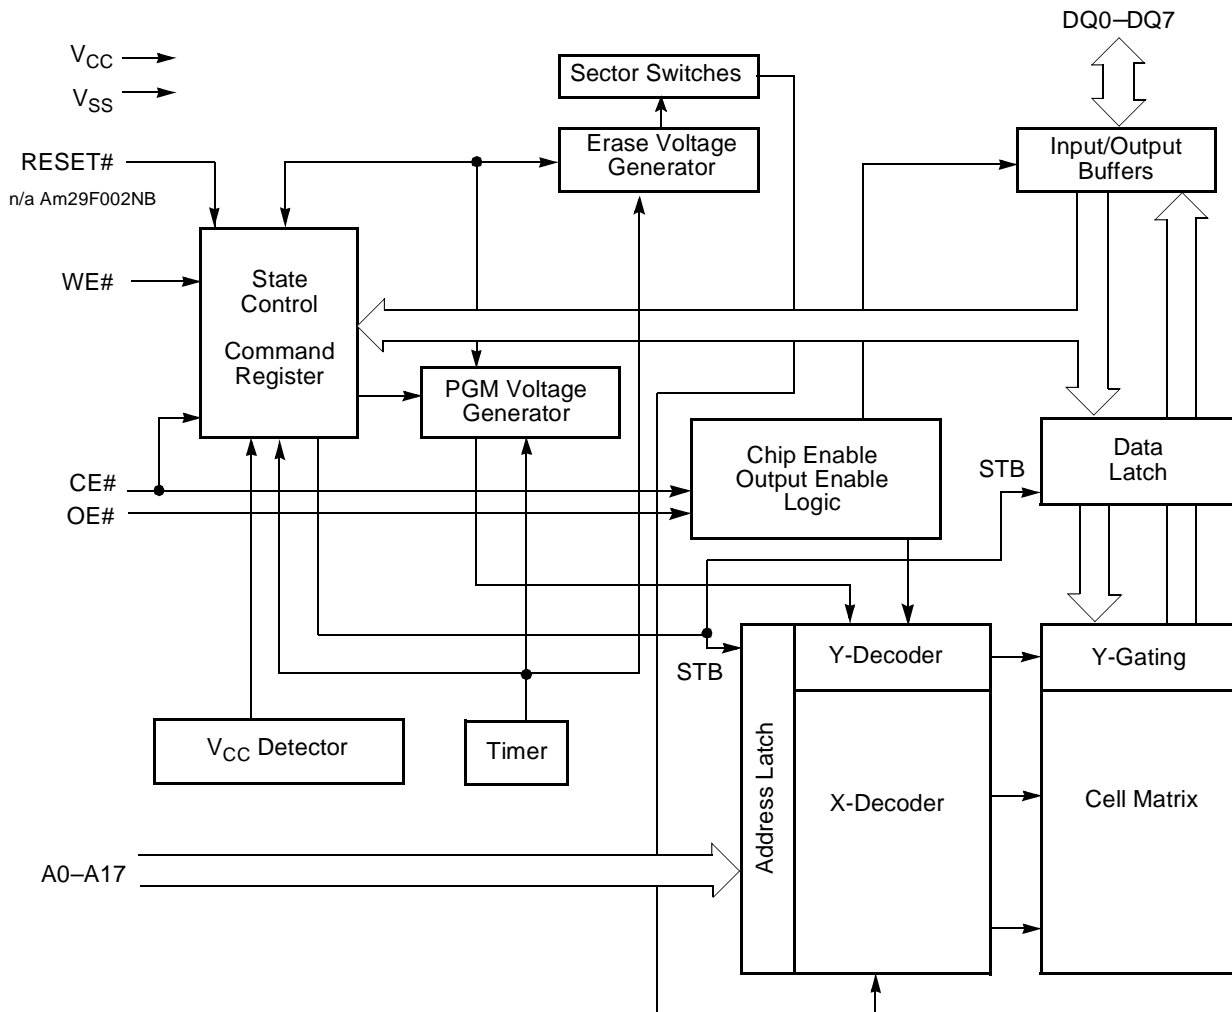 DQ0–DQ7
VCC
Sector Switches
VSS
Erase Voltage
Generator
Input/Output
Buffers
RESET#
n/a Am29F002NB
WE#
State
Control
Command
Register
PGM Voltage
Generator
Chip Enable
Output Enable
Logic
Data
Latch
STB
CE#
OE#
STB
Y-Decoder
Y-Gating
VCC Detector
Timer
Address Latch
X-Decoder
Cell Matrix
A0–A17